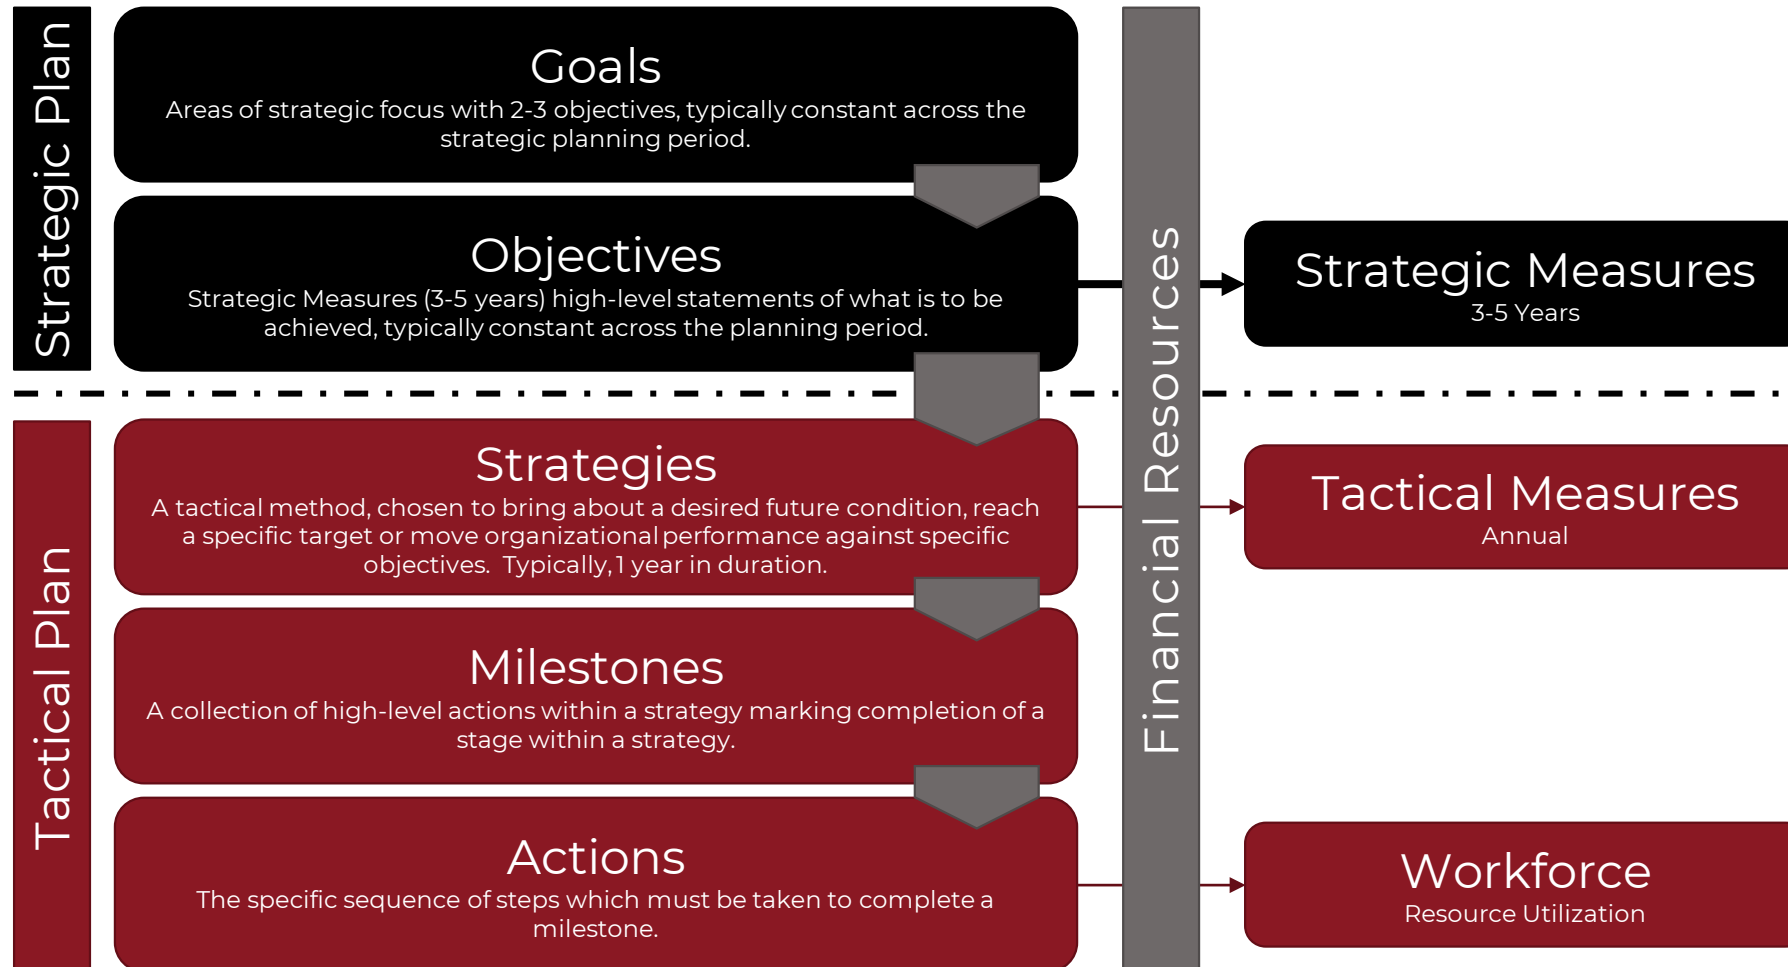 Strategic Plan
Goals
Areas of strategic focus with 2-3 objectives, typically constant across the
strategic planning period.
Objectives
Strategic Measures (3-5 years) high-level statements of what is to be
achieved, typically constant across the planning period.
Strategic Measures
3-5 Years
Financial Resources
Tactical Plan
Strategies
A tactical method, chosen to bring about a desired future condition, reach
a specific target or move organizational performance against specific
objectives.  Typically, 1 year in duration.
Tactical Measures
Annual
Milestones
A collection of high-level actions within a strategy marking completion of a
stage within a strategy.
Actions
The specific sequence of steps which must be taken to complete a
milestone.
Workforce
Resource Utilization